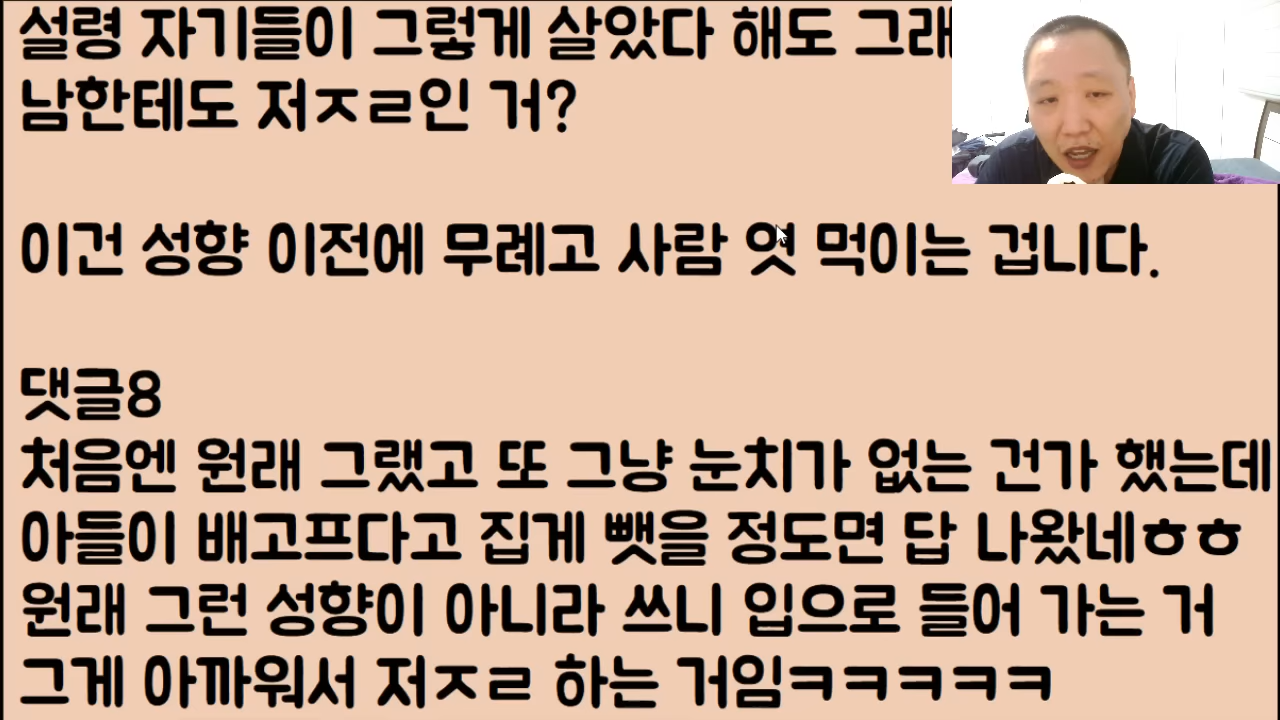 설령 자기들이 그렇게 살았다 해도 그래
남한테도 저ㅈㄹ인 거?
이건 성향 이전에 무례고 사람 엿 먹이는 겁니다.
댓글8
처음엔 원래 그랬고 또 그냥 눈치가 없는 건가 했는데
아들이 배고프다고 집게 뺏을 정도면 답 나왔네ㅎㅎ
원래 그런 성향이 아니라 쓰니 입으로 들어 가는 거
그게 아까워서 저ㅈㄹ 하는 거임ㅋㅋㅋㅋㅋ